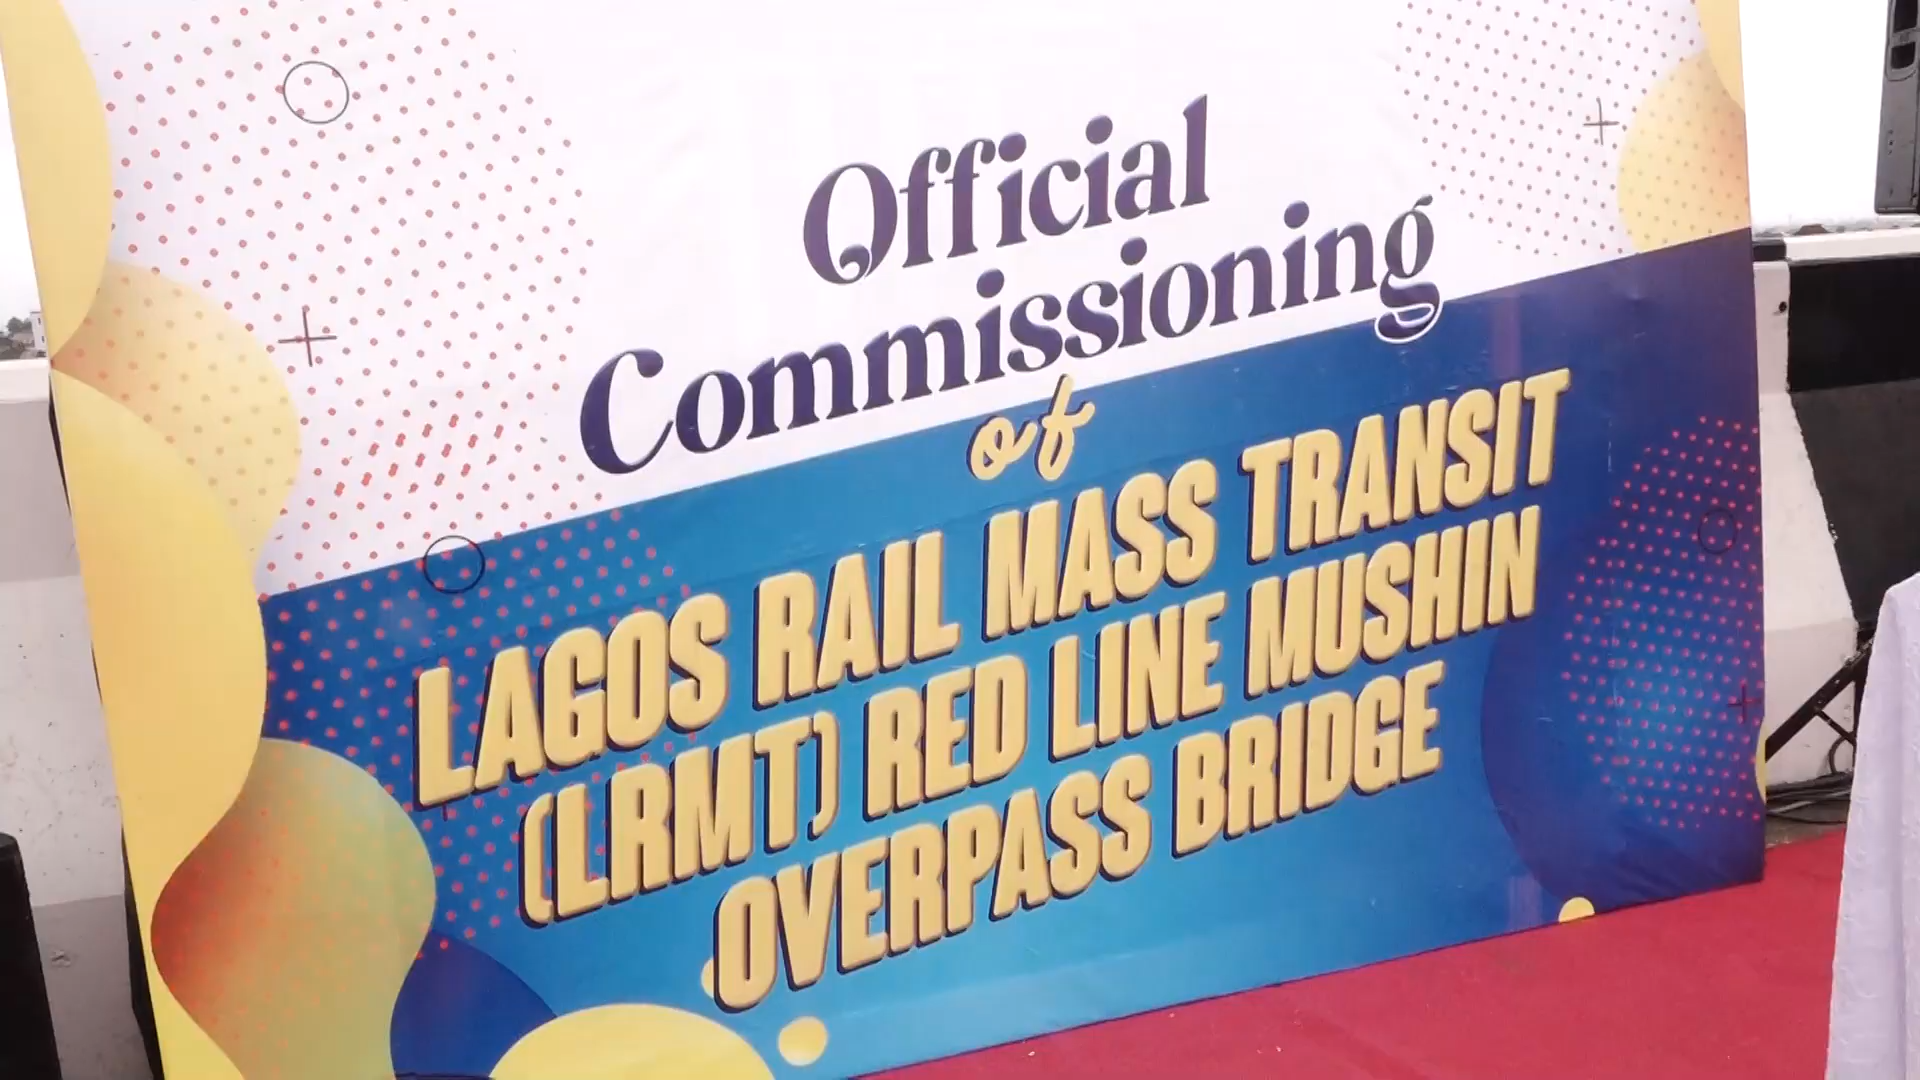 Official
Commissioning
of
LAGOS RAIL MASS TRANSIT
(LRMT) RED LINE MUSHIN
OVERPASS BRIDGE